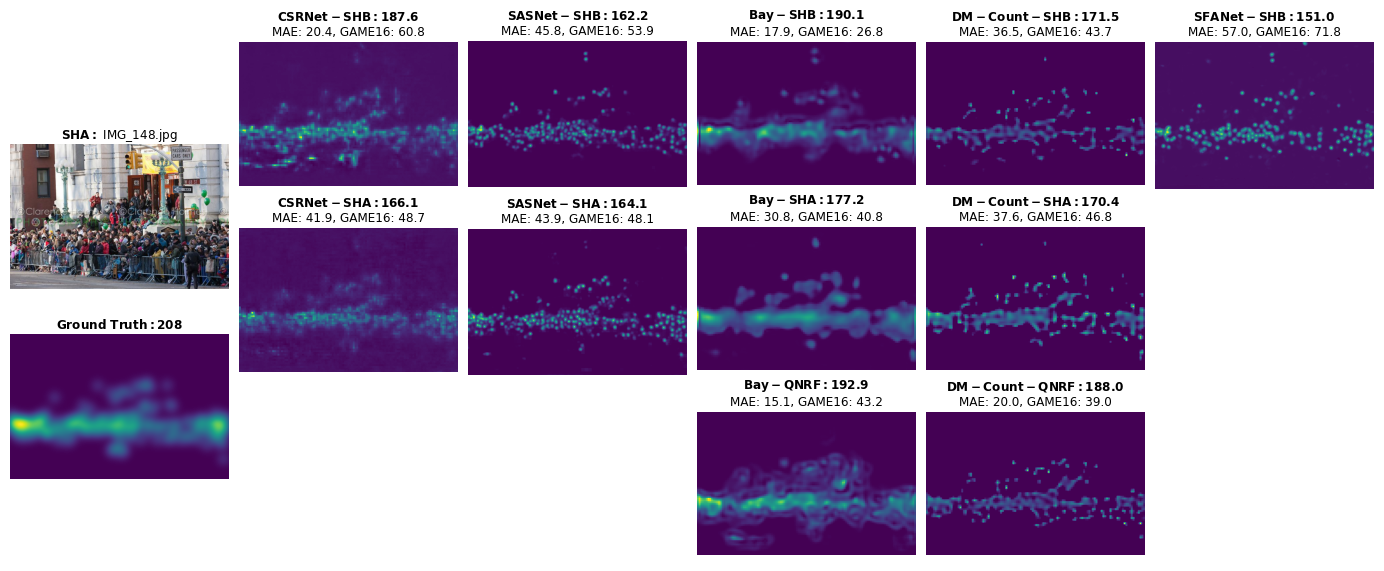 CSRNet−SHB: 187.6
MAE: 20.4, GAME16: 60.8
SASNet−SHB: 162.2
MAE: 45.8, GAME16: 53.9
Bay−SHB: 190.1
MAE: 17.9, GAME16: 26.8
DM−Count−SHB: 171.5
MAE: 36.5, GAME16: 43.7
SFANet−SHB: 151.0
MAE: 57.0, GAME16: 71.8
SHA: IMG_148.jpg
CSRNet−SHA: 166.1
MAE: 41.9, GAME16: 48.7
SASNet−SHA: 164.1
MAE: 43.9, GAME16: 48.1
Bay−SHA: 177.2
MAE: 30.8, GAME16: 40.8
DM−Count−SHA: 170.4
MAE: 37.6, GAME16: 46.8
Ground Truth: 208
Bay−QNRF: 192.9
MAE: 15.1, GAME16: 43.2
DM−Count−QNRF: 188.0
MAE: 20.0, GAME16: 39.0